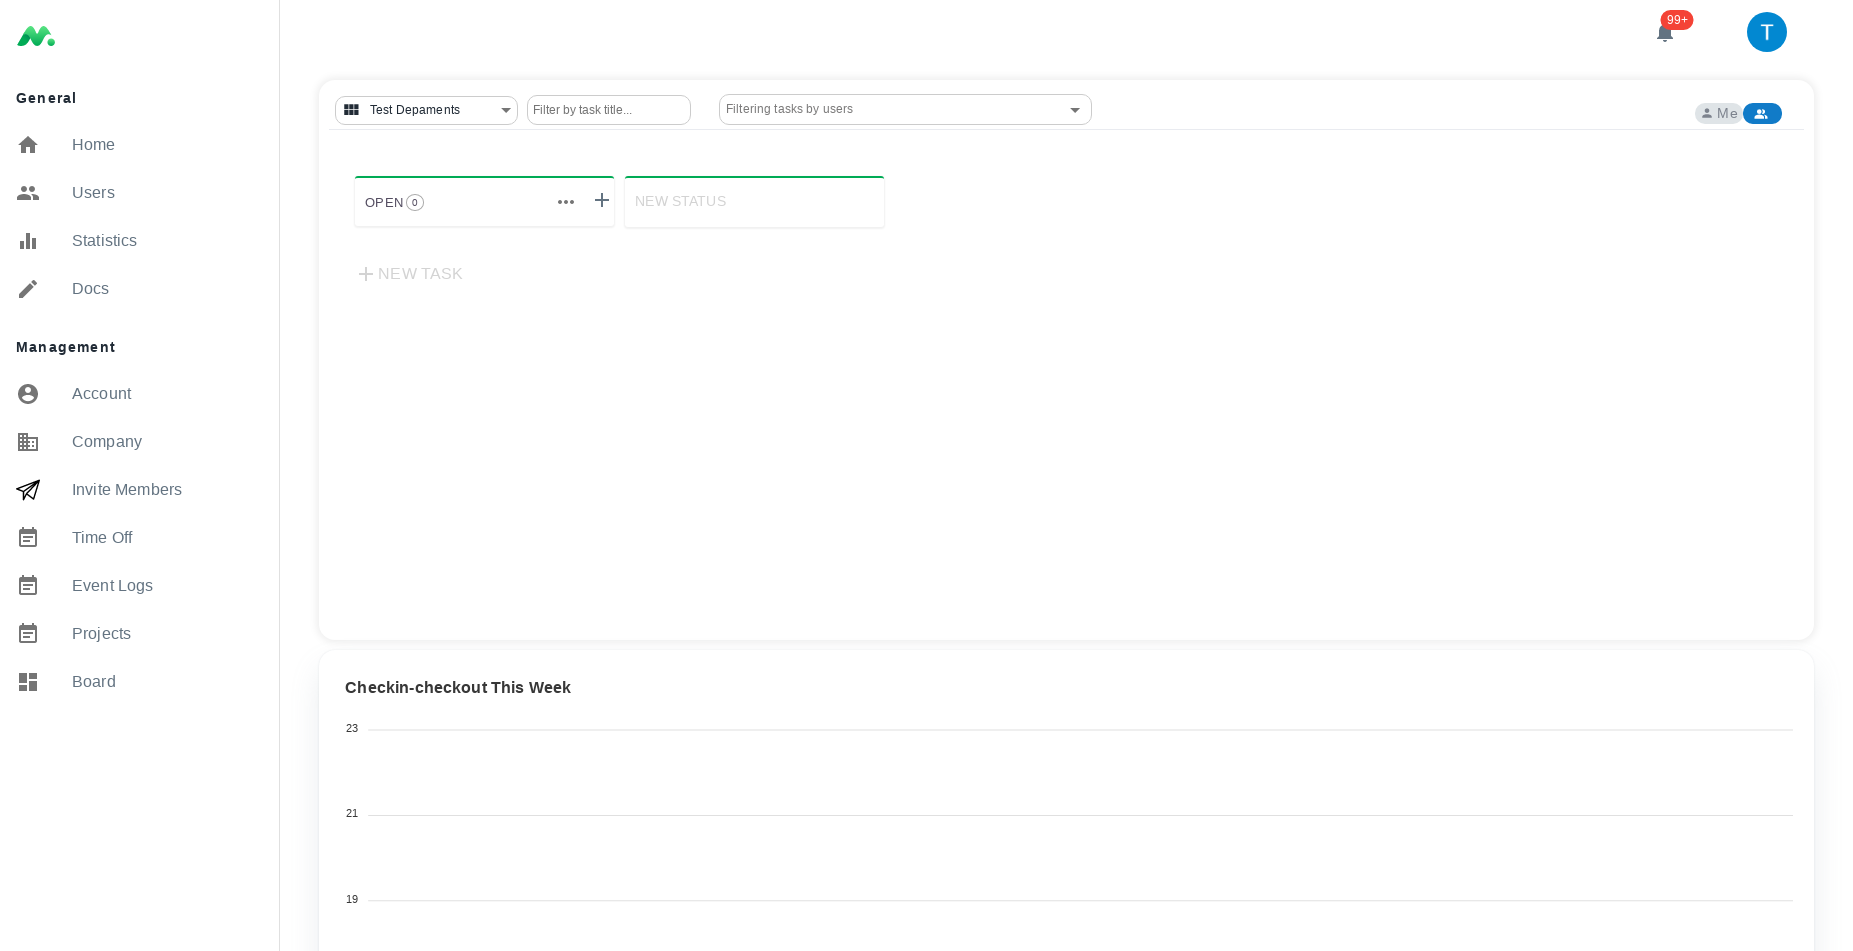 99+
T
General
Home
Users
Statistics
Docs
Management
Account
Company
Invite Members
Time Off
Event Logs
Projects
Board
Test Depaments
Filter by task title...
Filtering tasks by users
Me
OPEN 0
NEW STATUS
NEW TASK
Checkin-checkout This Week
23
21
19